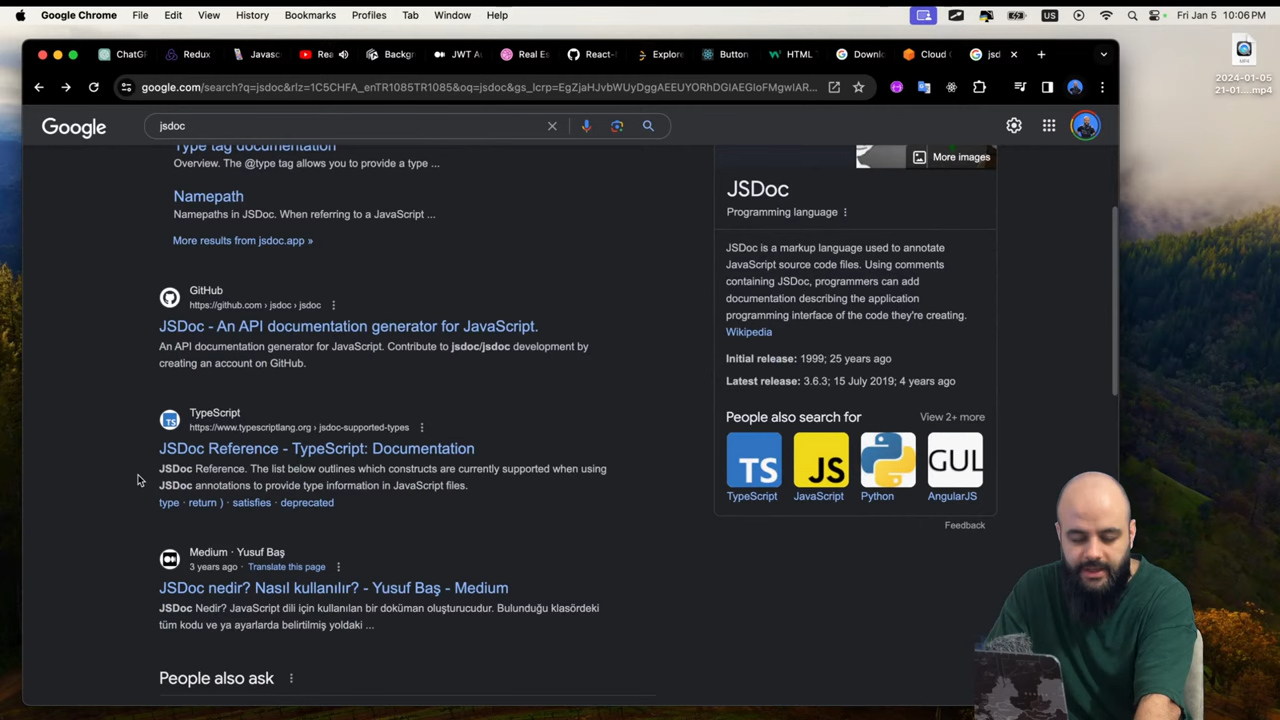 Google Chrome File Edit View History Bookmarks Profiles Tab Window Help
US
Fri Jan 5 10:06 PM
ChatGP
Redux
Javasc
Rea
Backgr
JWT A
Real Es
React-
Explore
Button
HTML
Downlo
Cloud
jsd
google.com/search?q=jsdoc&rlz=1C5CHFA_enTR1085TR1085&oq=jsdoc&gs_lcrp=EgZjaHJvbWUyDggAEEUYORhDGIAEGIoFMgwIAR...
2024-01-05
21-01....mp4
Google
jsdoc
Type tag documentation
Overview. The @type tag allows you to provide a type ...
Namepath
Namepaths in JSDoc. When referring to a JavaScript ...
More results from jsdoc.app »
GitHub
https://github.com › jsdoc › jsdoc
JSDoc - An API documentation generator for JavaScript.
An API documentation generator for JavaScript. Contribute to jsdoc/jsdoc development by
creating an account on GitHub.
TypeScript
TS
https://www.typescriptlang.org › jsdoc-supported-types
JSDoc Reference - TypeScript: Documentation
JSDoc Reference. The list below outlines which constructs are currently supported when using
JSDoc annotations to provide type information in JavaScript files.
type · return ) · satisfies · deprecated
Medium · Yusuf Baş
3 years ago · Translate this page
JSDoc nedir? Nasıl kullanılır? - Yusuf Baş - Medium
JSDoc Nedir? JavaScript dili için kullanılan bir doküman oluşturucudur. Bulunduğu klasördeki
tüm kodu ve ya ayarlarda belirtilmiş yoldaki ...
People also ask
More images
JSDoc
Programming language
JSDoc is a markup language used to annotate
JavaScript source code files. Using comments
containing JSDoc, programmers can add
documentation describing the application
programming interface of the code they're creating.
Wikipedia
Initial release: 1999; 25 years ago
Latest release: 3.6.3; 15 July 2019; 4 years ago
People also search for
View 2+ more
TS
JS
GUL
TypeScript
JavaScript
Python
AngularJS
Feedback